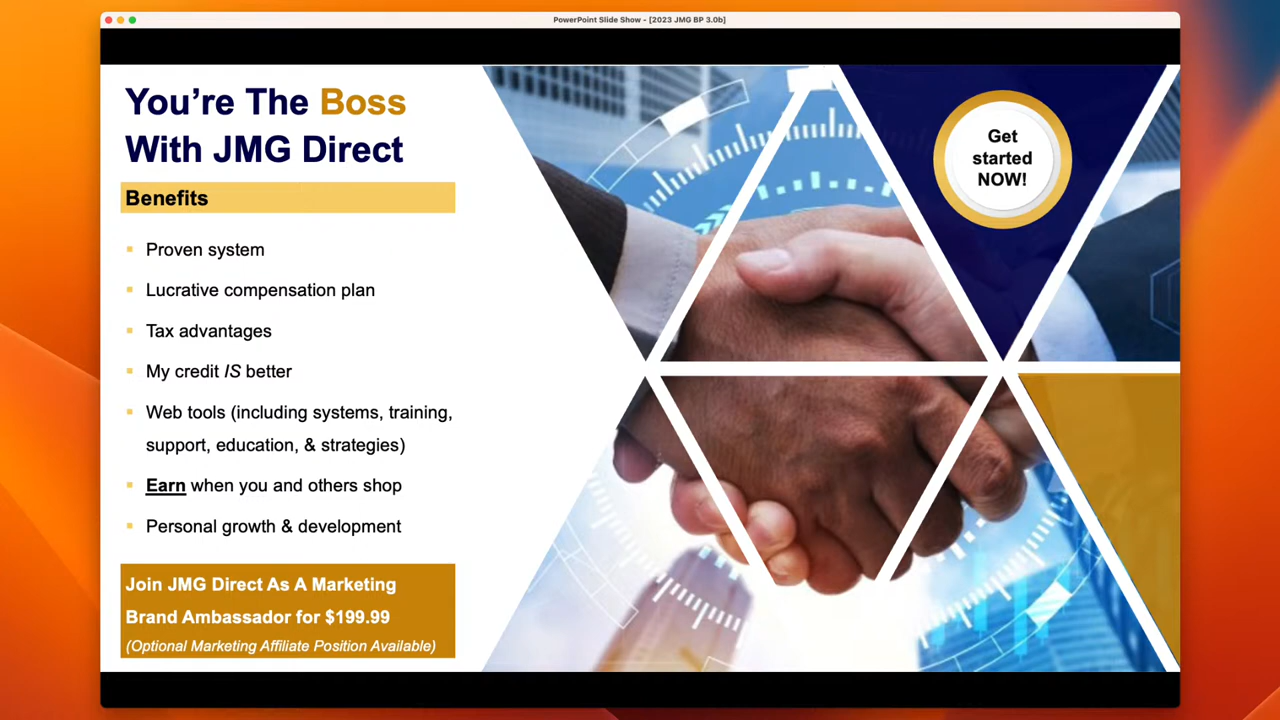 PowerPoint Slide Show - [2023 JMG BP 3.0b]
You’re The Boss
With JMG Direct
Benefits
Proven system
Lucrative compensation plan
Tax advantages
My credit IS better
Web tools (including systems, training,
support, education, & strategies)
Earn when you and others shop
Personal growth & development
Join JMG Direct As A Marketing
Brand Ambassador for $199.99
(Optional Marketing Affiliate Position Available)
Get
started
NOW!